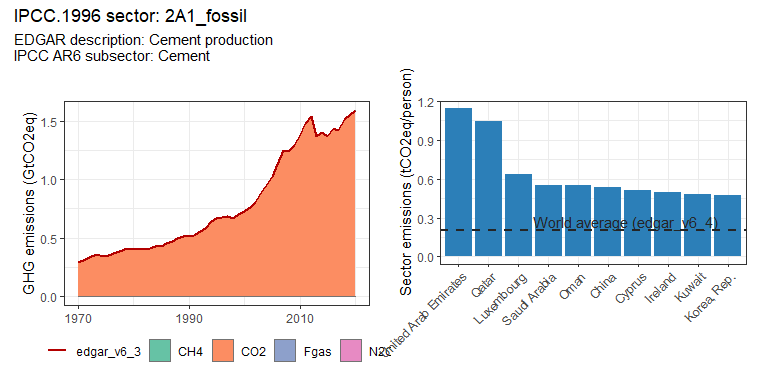 IPCC.1996 sector: 2A1_fossil
EDGAR description: Cement production
IPCC AR6 subsector: Cement
GHG emissions (GtCO2eq)
1.5
1.0
0.5
0.0
1970
1990
2010
edgar_v6_3
CH4
CO2
Fgas
Sector emissions (tCO2eq/person)
1.2
0.9
0.6
0.3
0.0
World average (edgar_v6_4)
United Arab Emirates
Qatar
Luxembourg
Saudi Arabia
Oman
China
Cyprus
Ireland
Kuwait
Korea, Rep.